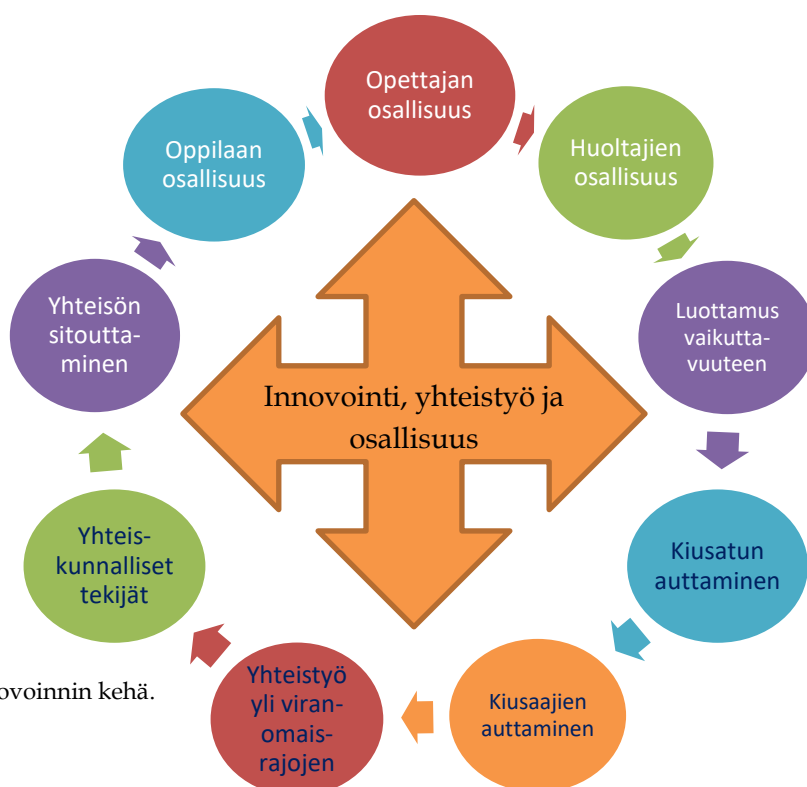 Opettajan
osallisuus
Huoltajien
osallisuus
Luottamus
vaikutta-
vuuteen
Kiusatun
auttaminen
Kiusaajien
auttaminen
Yhteistyö
yli viran-
omais-
rajojen
Yhteis-
kunnalliset
tekijät
Yhteisön
sitoutta-
minen
Oppilaan
osallisuus
Innovointi, yhteistyö ja
osallisuus
ovoinnin kehä.